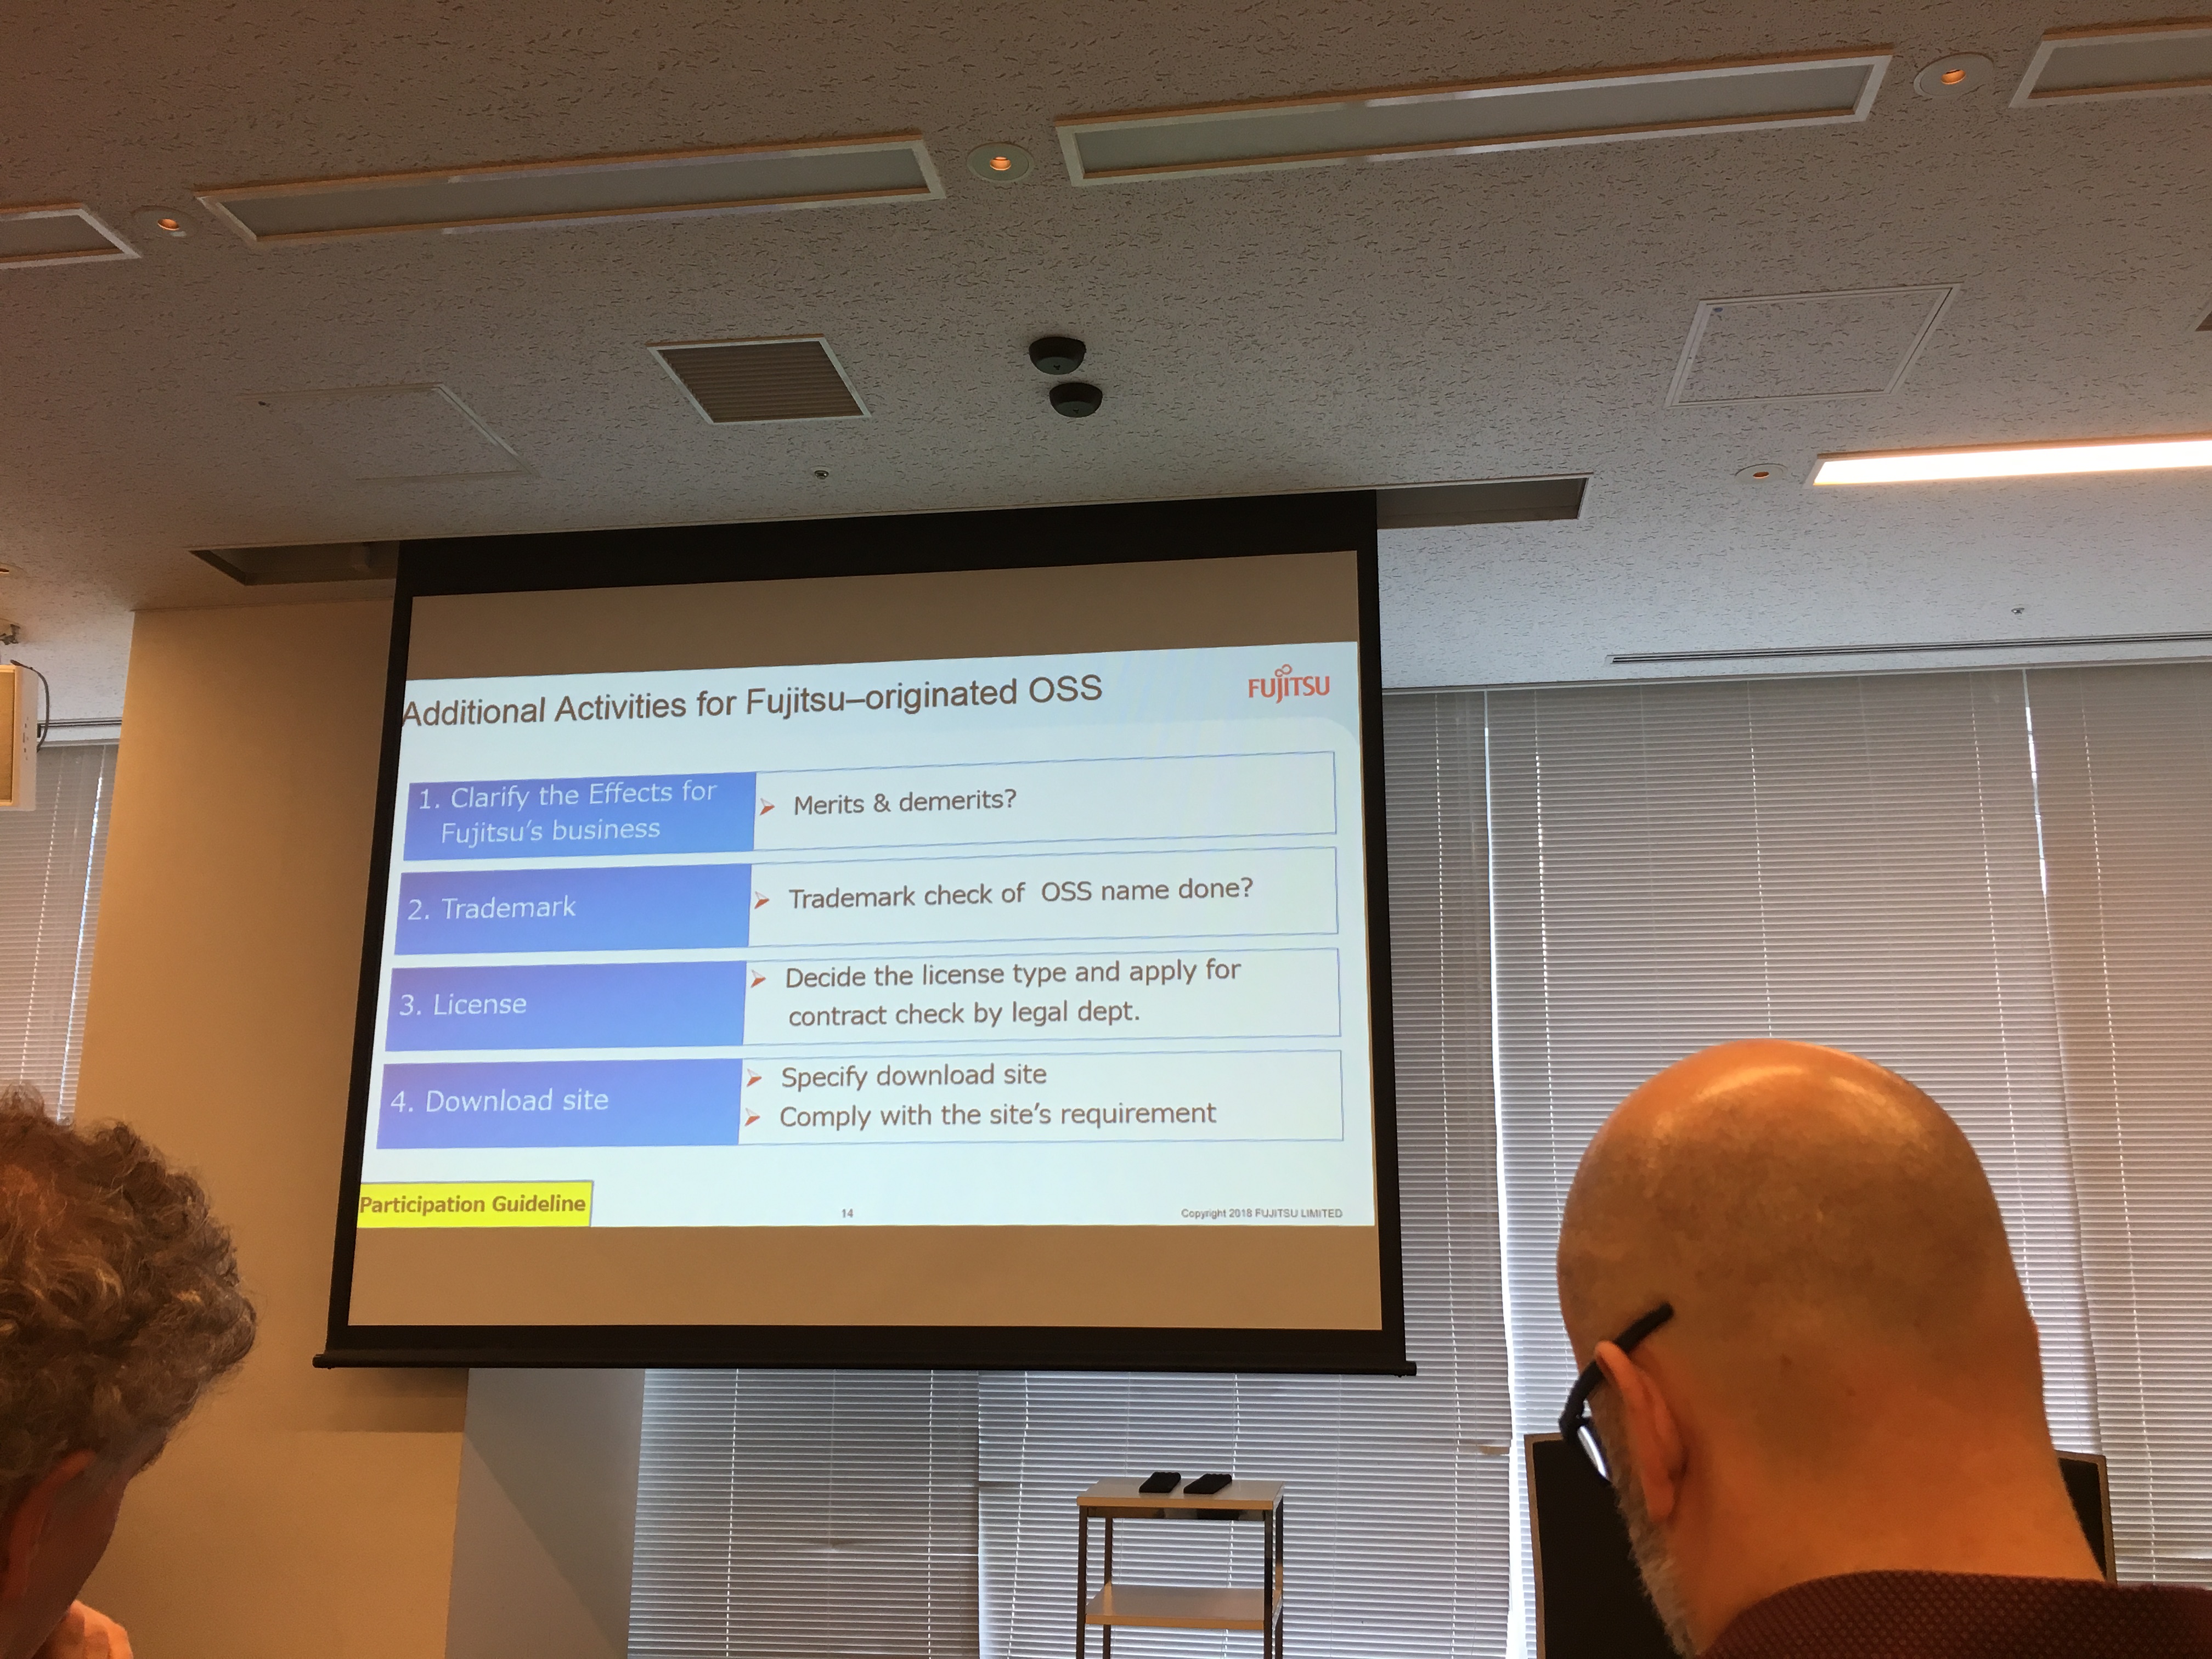 Additional Activities for Fujitsu–originated OSS
FUJITSU
1. Clarify the Effects for
Fujitsu's business
➢ Merits & demerits?
2. Trademark
➢ Trademark check of OSS name done?
3. License
➢ Decide the license type and apply for
contract check by legal dept.
4. Download site
➢ Specify download site
➢ Comply with the site's requirement
Participation Guideline
14
Copyright 2018 FUJITSU LIMITED